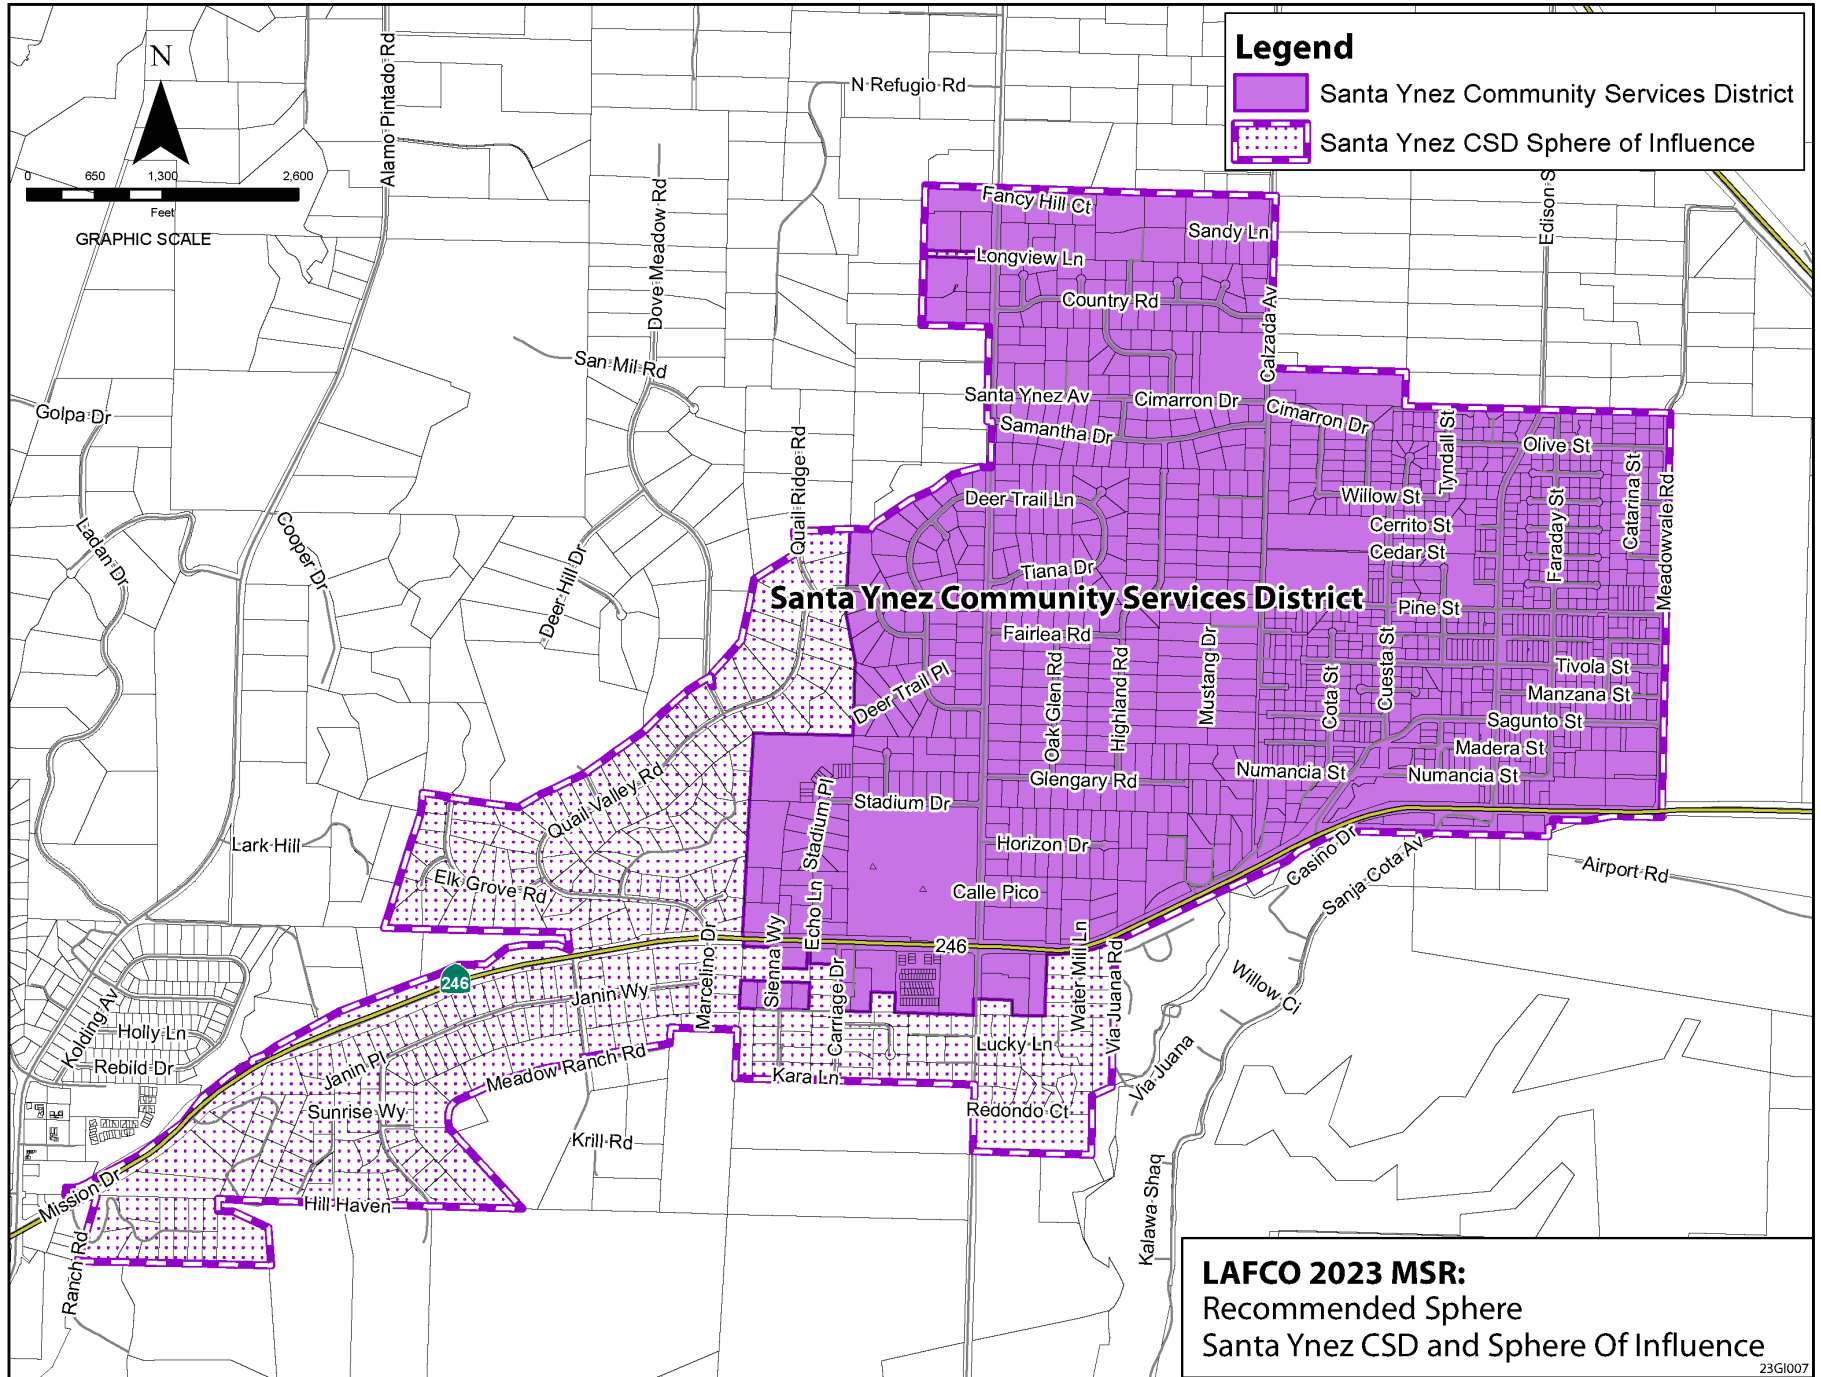 Legend
Santa Ynez Community Services District
Santa Ynez CSD Sphere of Influence
N
0 650 1,300 2,600
Feet
GRAPHIC SCALE
Alamo Pintado Rd
N Refugio Rd
Dove Meadow Rd
Edison S
Fancy Hill Ct
Sandy Ln
Longview Ln
Country Rd
Calzada Av
San Mil Rd
Golpa Dr
Santa Ynez Av
Cimarron Dr
Cimarron Dr
Samantha Dr
Tyndall St
Olive St
Quail Ridge Rd
Catarina St
Meadowvale Rd
Deer Trail Ln
Willow St
Faraday St
Cerrito St
Cedar St
Ladan Dr
Cooper Dr
Deer Hill Dr
Tiana Dr
Santa Ynez Community Services District
Pine St
Fairlea Rd
Oak Glen Rd
Highland Rd
Mustang Dr
Cota St
Cuesta St
Tivola St
Manzana St
Deer Trail Pl
Sagunto St
Madera St
Numancia St
Numancia St
Glengary Rd
Stadium Pl
Stadium Dr
Quail Valley Rd
Lark Hill
Horizon Dr
Casino Dr
Sanja Cota Av
Airport Rd
Elk Grove Rd
Echo Ln
Calle Pico
Marcelino Dr
Sienna Wy
246
Water Mill Ln
Via Juana Rd
246
Janin Wy
Carriage Dr
Willow Ci
Kolding Av
Holly Ln
Rebild Dr
Janin Pl
Meadow Ranch Rd
Lucky Ln
Via Juana
Kara Ln
Sunrise Wy
Redondo Ct
Krill Rd
Mission Dr
Hill Haven
Kalawa Shaq
Ranch Rd
LAFCO 2023 MSR:
Recommended Sphere
Santa Ynez CSD and Sphere Of Influence
23GI007